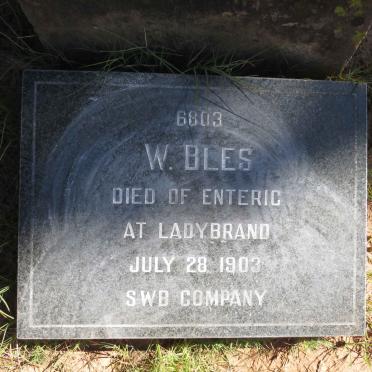 6803
W. BLES
DIED OF ENTERIC
AT LADYBRAND
JULY 28 1903
SWB COMPANY